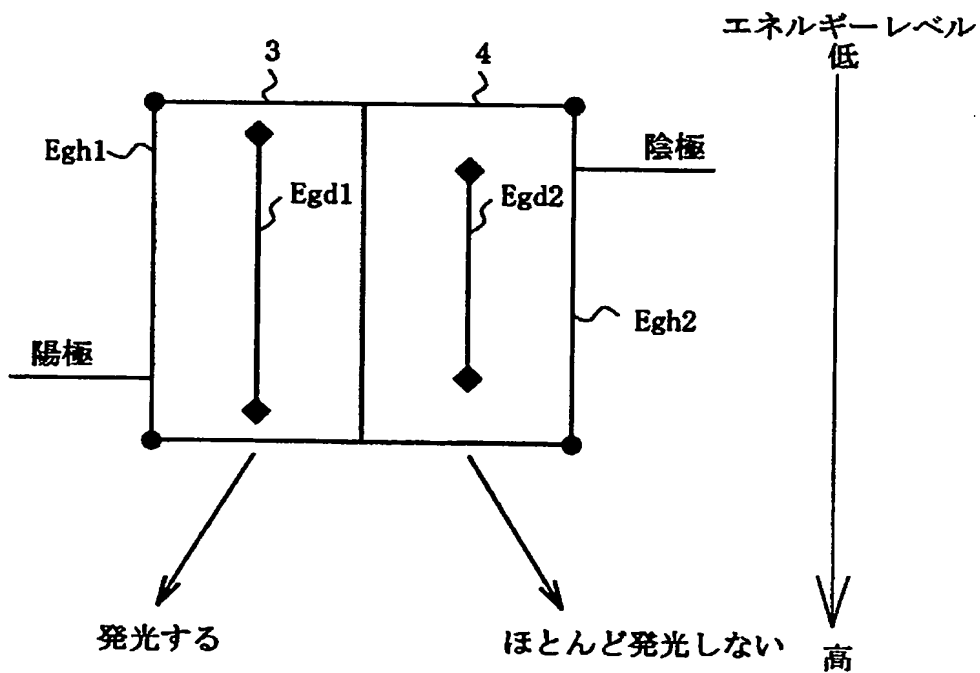 エネルギーレベル
低
3
4
Egh1
陰極
Egd1
Egd2
Egh2
陽極
発光する
ほとんど発光しない
高